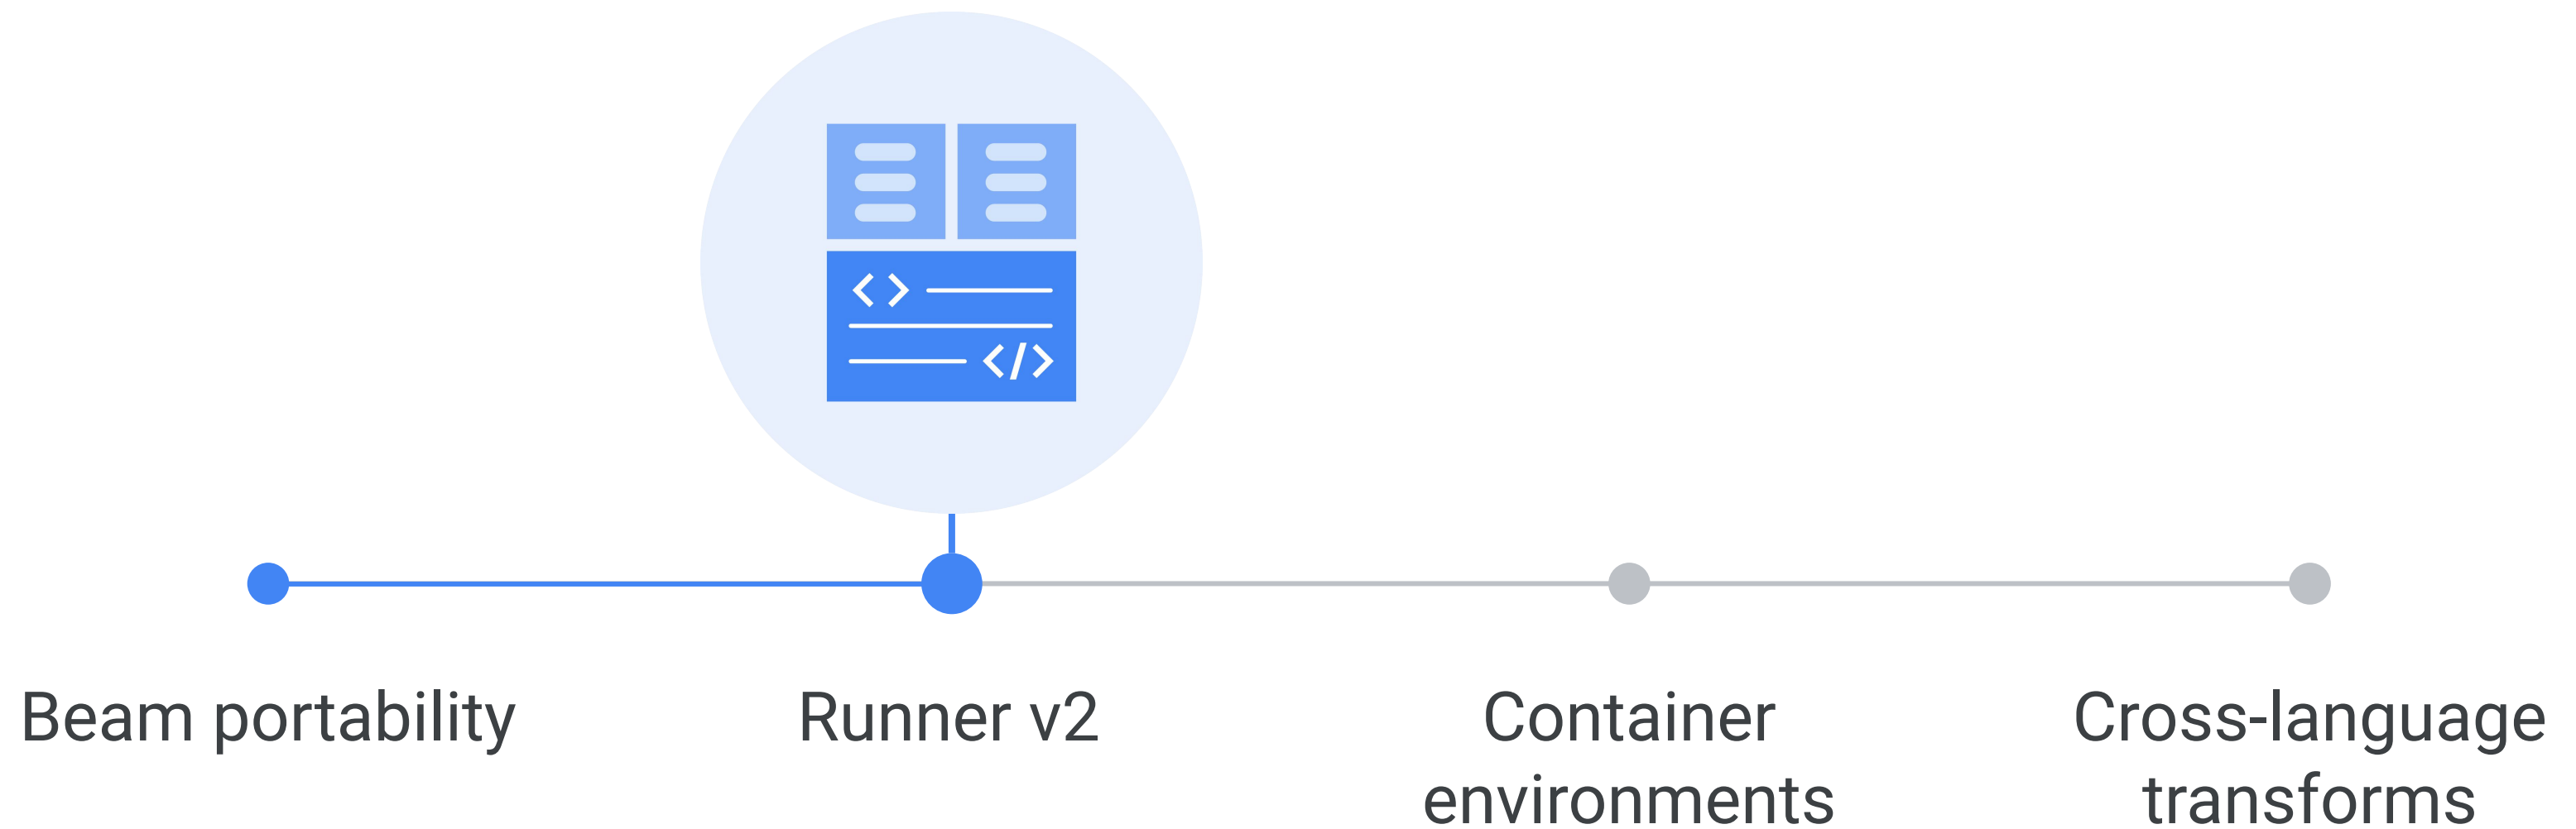 Beam portability
Runner v2
Container
environments
Cross-language
transforms